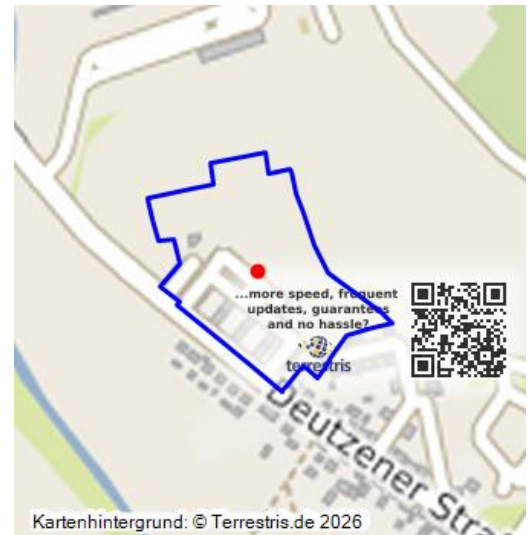 ...more speed, frequent
updates, guarantees
and no hassle?
terrestris
Deutzener Stra
Kartenhintergrund: © Terrestris.de 2026